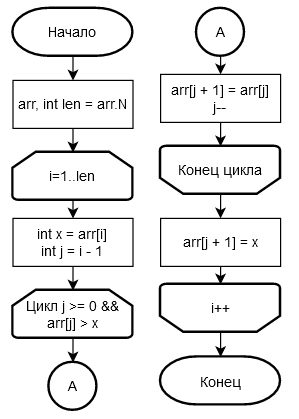 Начало
arr, int len = arr.N
i=1..len
int x = arr[i]
int j = i - 1
Цикл j >= 0 &&
arr[j] > x
A
A
arr[j + 1] = arr[j]
j--
Конец цикла
arr[j + 1] = x
i++
Конец